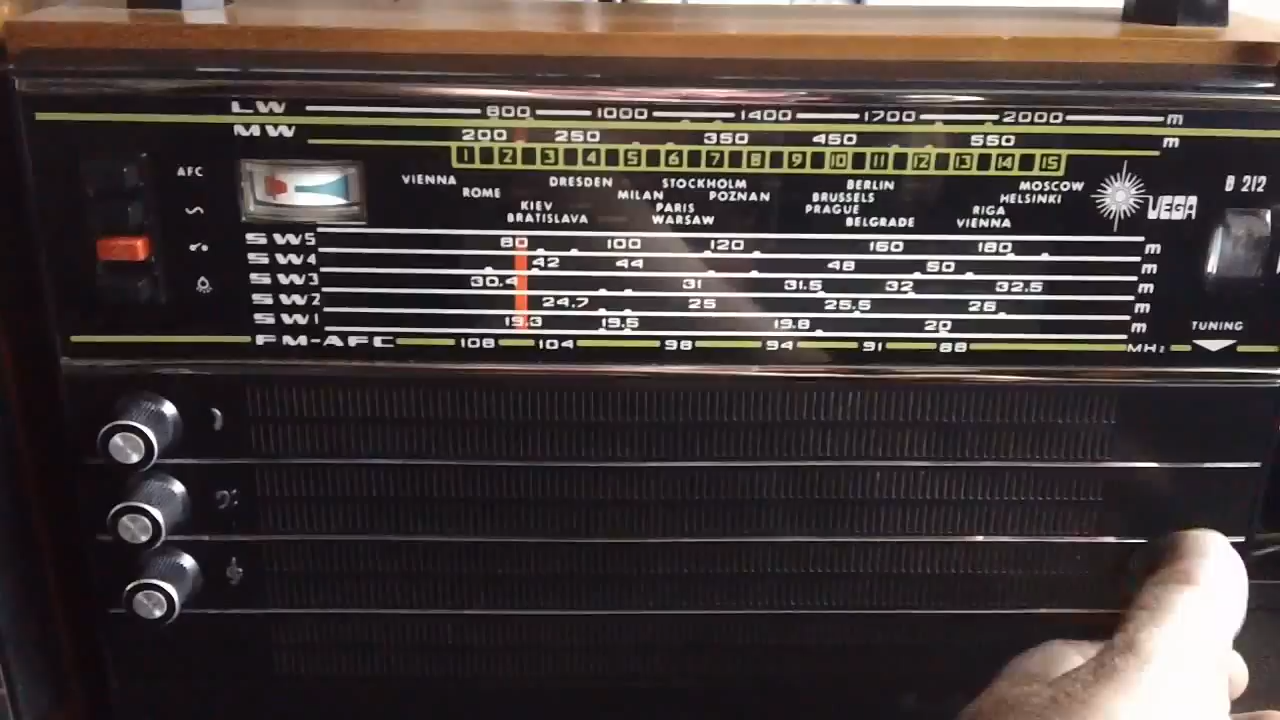 LW 800 1000 1400 1700 2000 m
MW 200 250 350 450 550 m
1 2 3 4 5 6 7 8 9 10 11 12 13 14 15
AFC
VIENNA DRESDEN STOCKHOLM BERLIN MOSCOW
ROME MILAN POZNAN BRUSSELS HELSINKI
KIEV PARIS PRAGUE RIGA
BRATISLAVA WARSAW BELGRADE VIENNA
VEGA
B 212
SW5 80 100 120 160 180 m
SW4 42 44 48 50 m
SW3 30.4 31 31.5 32 32.5 m
SW2 24.7 25 25.5 26 m
SW1 19.3 19.5 19.8 20 m
TUNING
FM-AFC 108 104 98 94 91 88 MHz